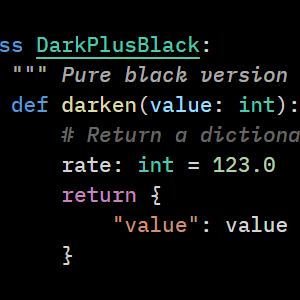 ss DarkPlusBlack:
""" Pure black version
def darken(value: int):
# Return a dictiona
rate: int = 123.0
return {
"value": value
}